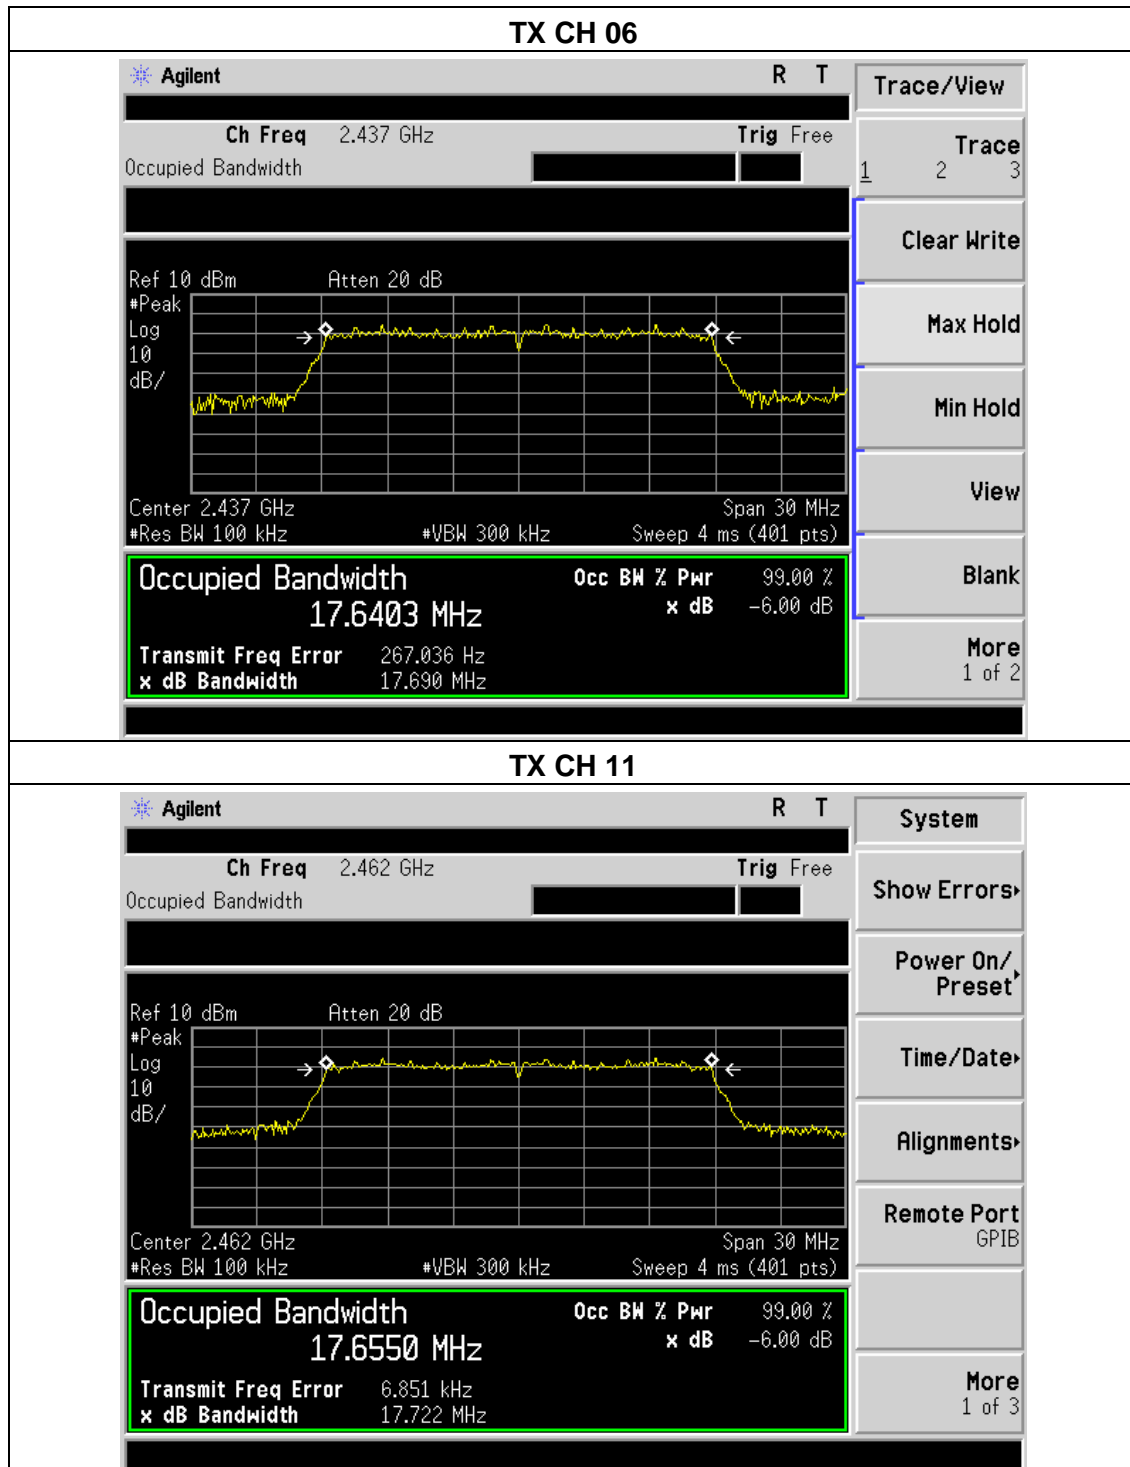 TX CH 06
Agilent R T
Trace/View
Ch Freq 2.437 GHz Trig Free
Occupied Bandwidth
Trace
1 2 3
Clear Write
Max Hold
Min Hold
View
Blank
More
1 of 2
Ref 10 dBm Atten 20 dB
#Peak
Log
10
dB/
Center 2.437 GHz Span 30 MHz
#Res BW 100 kHz #VBW 300 kHz Sweep 4 ms (401 pts)
Occupied Bandwidth Occ BW % Pwr 99.00 %
17.6403 MHz x dB -6.00 dB
Transmit Freq Error 267.036 Hz
x dB Bandwidth 17.690 MHz
TX CH 11
Agilent R T
System
Ch Freq 2.462 GHz Trig Free
Occupied Bandwidth
Show Errors
Power On/
Preset
Time/Date
Alignments
Remote Port
GPIB
More
1 of 3
Ref 10 dBm Atten 20 dB
#Peak
Log
10
dB/
Center 2.462 GHz Span 30 MHz
#Res BW 100 kHz #VBW 300 kHz Sweep 4 ms (401 pts)
Occupied Bandwidth Occ BW % Pwr 99.00 %
17.6550 MHz x dB -6.00 dB
Transmit Freq Error 6.851 kHz
x dB Bandwidth 17.722 MHz